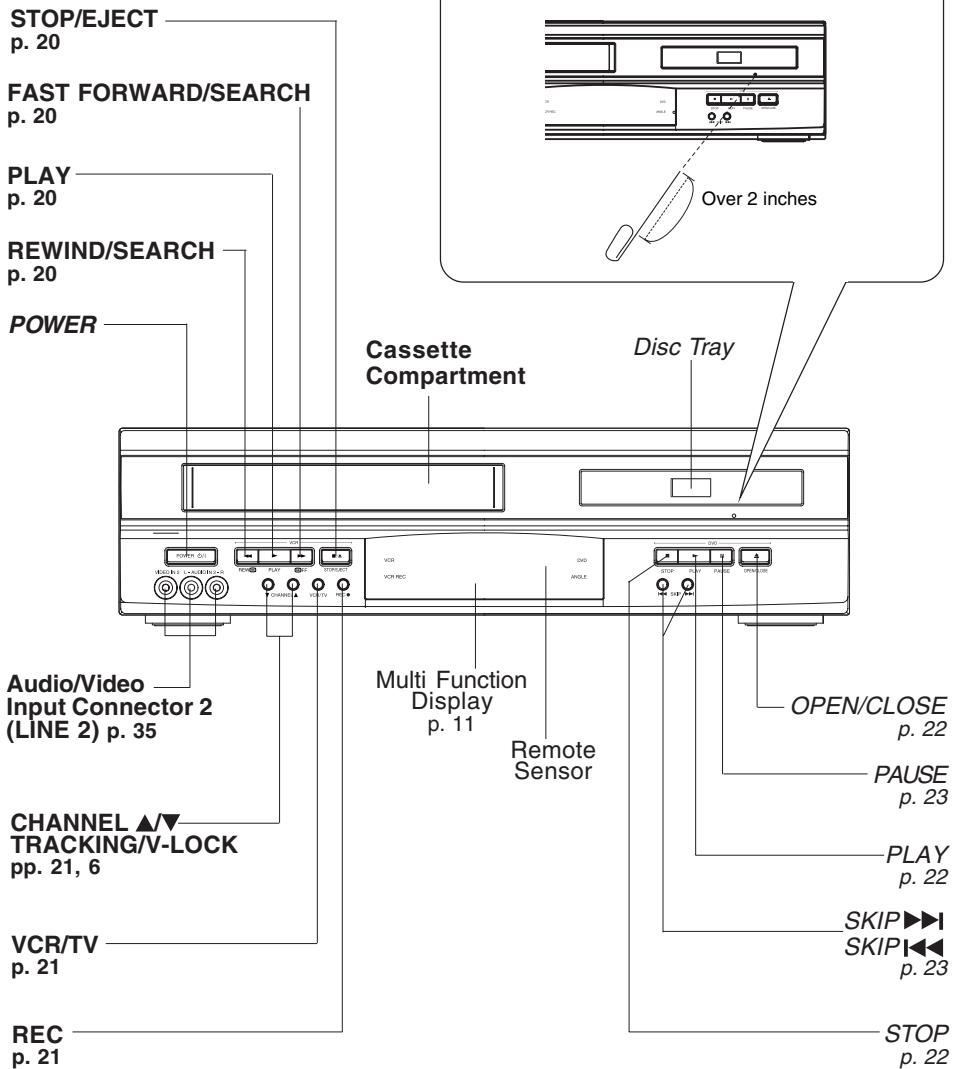 STOP/EJECT
p. 20
FAST FORWARD/SEARCH
p. 20
PLAY
p. 20
REWIND/SEARCH
p. 20
POWER
Over 2 inches
Cassette
Compartment
Disc Tray
VCR
DVD
POWER
REW
PLAY
F.FWD
STOP/EJECT
VIDEO IN 2 L - AUDIO IN 2 - R
▼ CHANNEL ▲
VCR/TV
REC ●
VCR
VCR REC
DVD
ANGLE
STOP
PLAY
PAUSE
OPEN/CLOSE
SKIP
Audio/Video
Input Connector 2
(LINE 2) p. 35
Multi Function
Display
p. 11
Remote
Sensor
CHANNEL ▲/▼
TRACKING/V-LOCK
pp. 21, 6
VCR/TV
p. 21
REC
p. 21
OPEN/CLOSE
p. 22
PAUSE
p. 23
PLAY
p. 22
SKIP ▶▶|
SKIP |◀◀
p. 23
STOP
p. 22